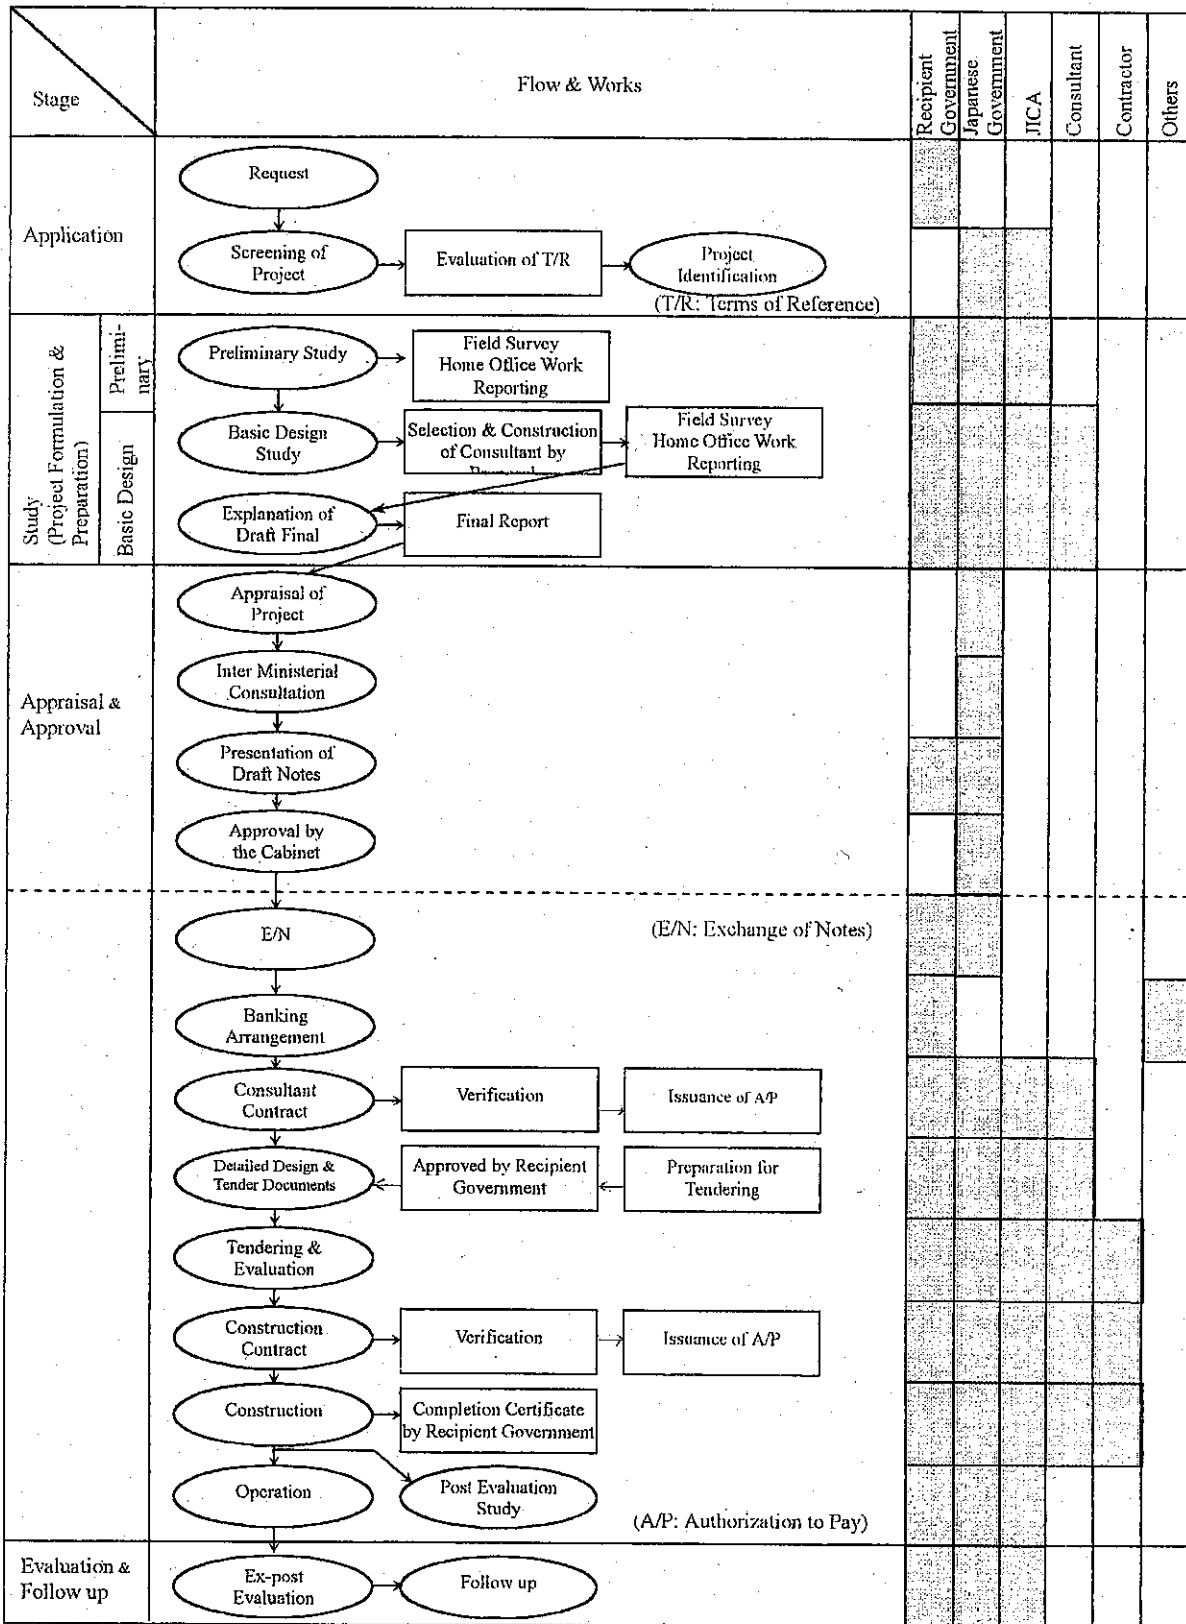 Stage
Flow & Works
Recipient
Government
Japanese
Government
JICA
Consultant
Contractor
Others
Application
Request
Screening of
Project
Evaluation of T/R
Project
Identification
(T/R: Terms of Reference)
Study
(Project Formulation &
Preparation)
Prelimi-
nary
Preliminary Study
Field Survey
Home Office Work
Reporting
Basic Design
Basic Design
Study
Selection & Construction
of Consultant by
Field Survey
Home Office Work
Reporting
Explanation of
Draft Final
Final Report
Appraisal &
Approval
Appraisal of
Project
Inter Ministerial
Consultation
Presentation of
Draft Notes
Approval by
the Cabinet
E/N
(E/N: Exchange of Notes)
Banking
Arrangement
Consultant
Contract
Verification
Issuance of A/P
Detailed Design &
Tender Documents
Approved by Recipient
Government
Preparation for
Tendering
Tendering &
Evaluation
Construction
Contract
Verification
Issuance of A/P
Construction
Completion Certificate
by Recipient Government
Operation
Post Evaluation
Study
(A/P: Authorization to Pay)
Evaluation &
Follow up
Ex-post
Evaluation
Follow up